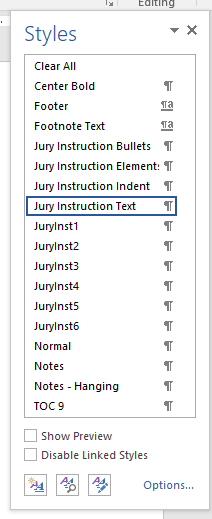 Editing
Styles
Clear All
Center Bold ¶
Footer ¶a
Footnote Text ¶a
Jury Instruction Bullets ¶
Jury Instruction Elements ¶
Jury Instruction Indent ¶
Jury Instruction Text ¶
JuryInst1 ¶
JuryInst2 ¶
JuryInst3 ¶
JuryInst4 ¶
JuryInst5 ¶
JuryInst6 ¶
Normal ¶
Notes ¶
Notes - Hanging ¶
TOC 9 ¶
Show Preview
Disable Linked Styles
Options...